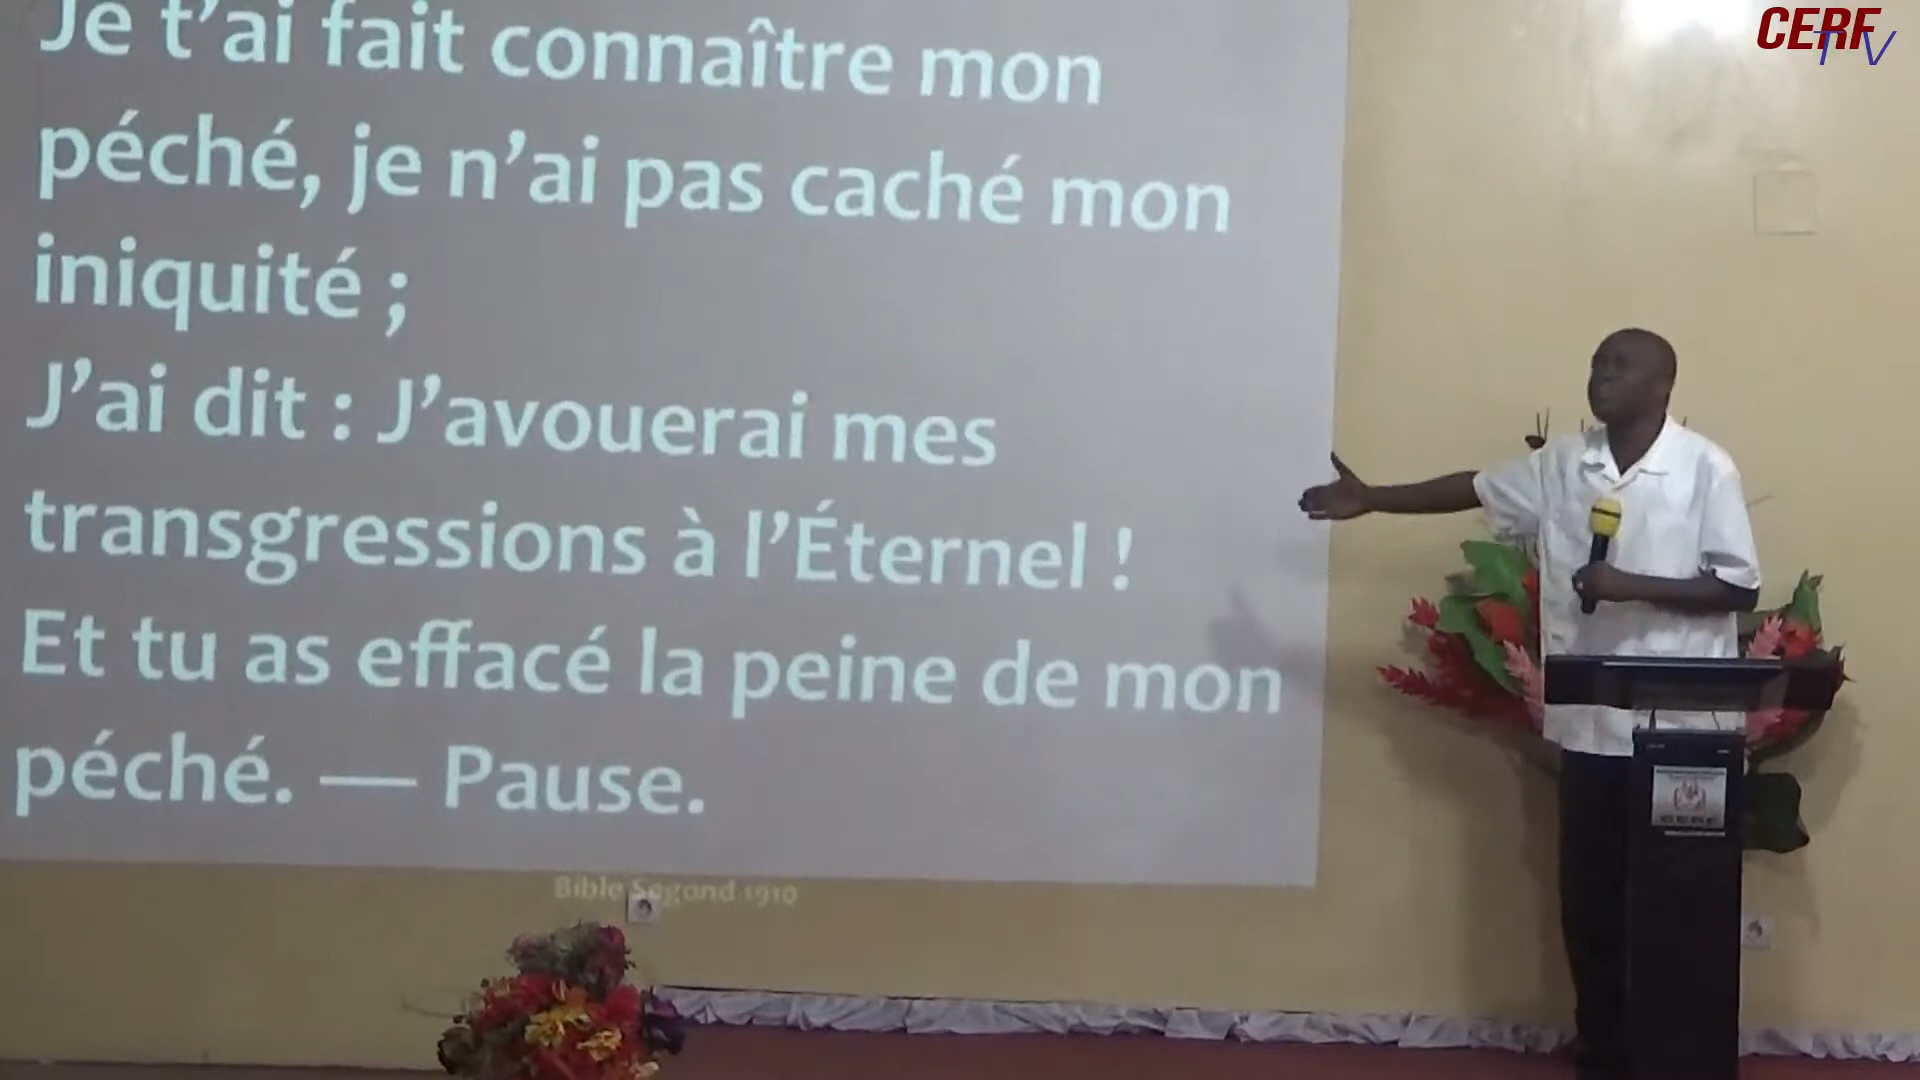 Je t’ai fait connaître mon
péché, je n’ai pas caché mon
iniquité ;
J’ai dit : J’avouerai mes
transgressions à l’Éternel !
Et tu as effacé la peine de mon
péché. — Pause.
Bible Segond 1910
CERF
TV